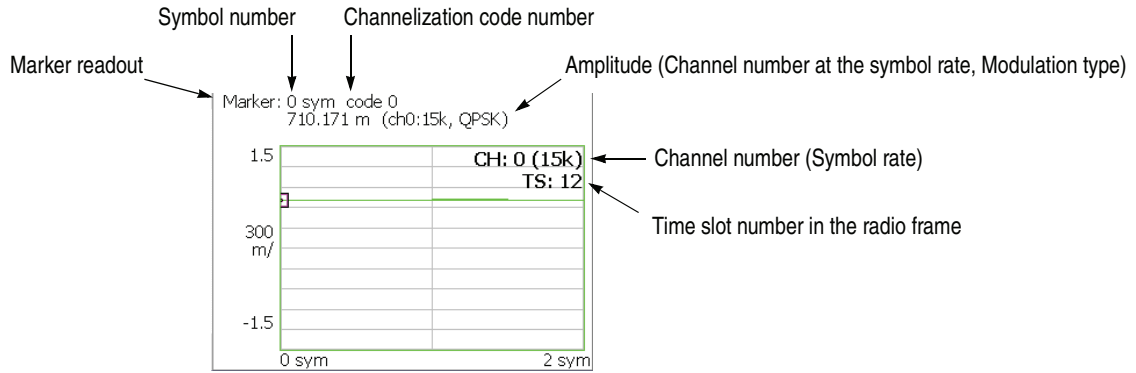 Symbol number
Channelization code number
Marker readout
Amplitude (Channel number at the symbol rate, Modulation type)
Marker: 0 sym code 0
710.171 m (ch0:15k, QPSK)
1.5
CH: 0 (15k)
Channel number (Symbol rate)
TS: 12
Time slot number in the radio frame
300
m/
-1.5
0 sym
2 sym